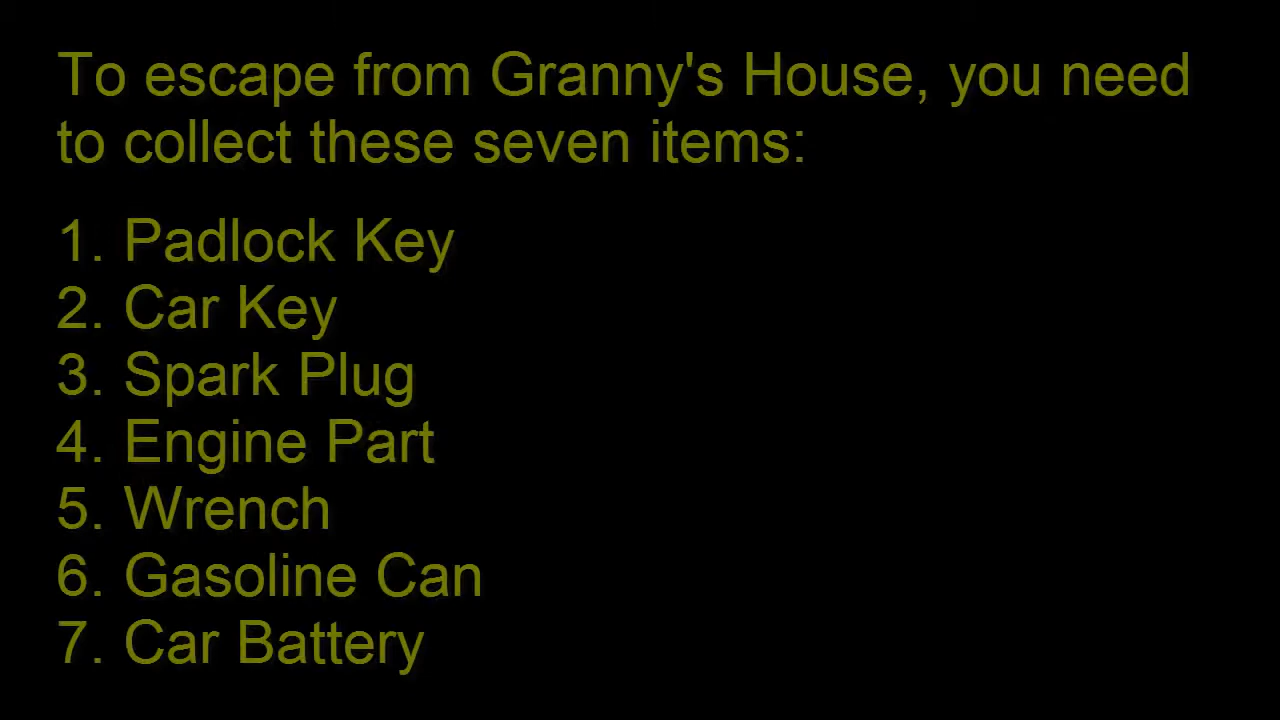 To escape from Granny's House, you need
to collect these seven items:
1. Padlock Key
2. Car Key
3. Spark Plug
4. Engine Part
5. Wrench
6. Gasoline Can
7. Car Battery